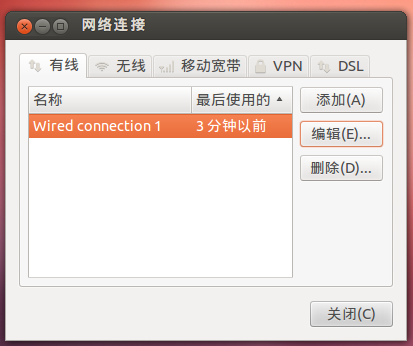 网络连接
有线 无线 移动宽带 VPN DSL
名称 最后使用的 添加(A)
Wired connection 1 3 分钟以前 编辑(E)...
删除(D)...
关闭(C)